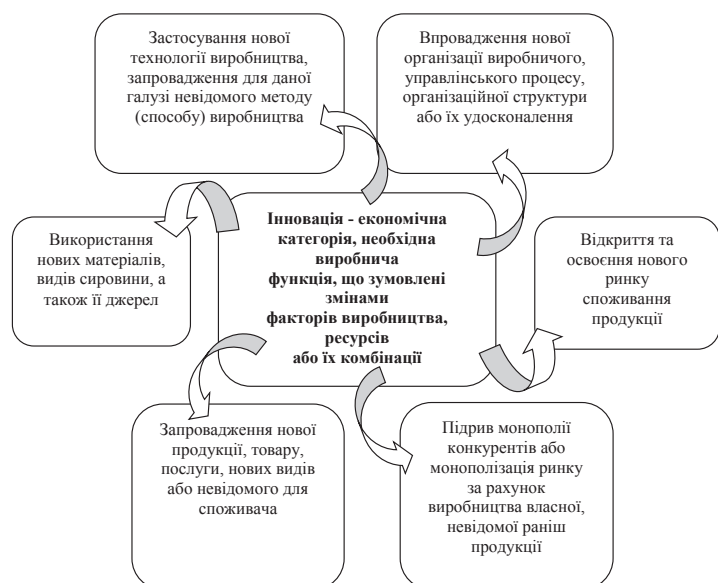 Застосування нової
технології виробництва,
запровадження для даної
галузі невідомого методу
(способу) виробництва
Впровадження нової
організації виробничого,
управлінського процесу,
організаційної структури
або їх удосконалення
Використання
нових матеріалів,
видів сировини, а
також її джерел
Інновація - економічна
категорія, необхідна
виробнича
функція, що зумовлені
змінами
факторів виробництва,
ресурсів
або їх комбінації
Відкриття та
освоєння нового
ринку
споживання
продукції
Запровадження нової
продукції, товару,
послуги, нових видів
або невідомого для
споживача
Підрив монополії
конкурентів або
монополізація ринку
за рахунок
виробництва власної,
невідомої раніш
продукції